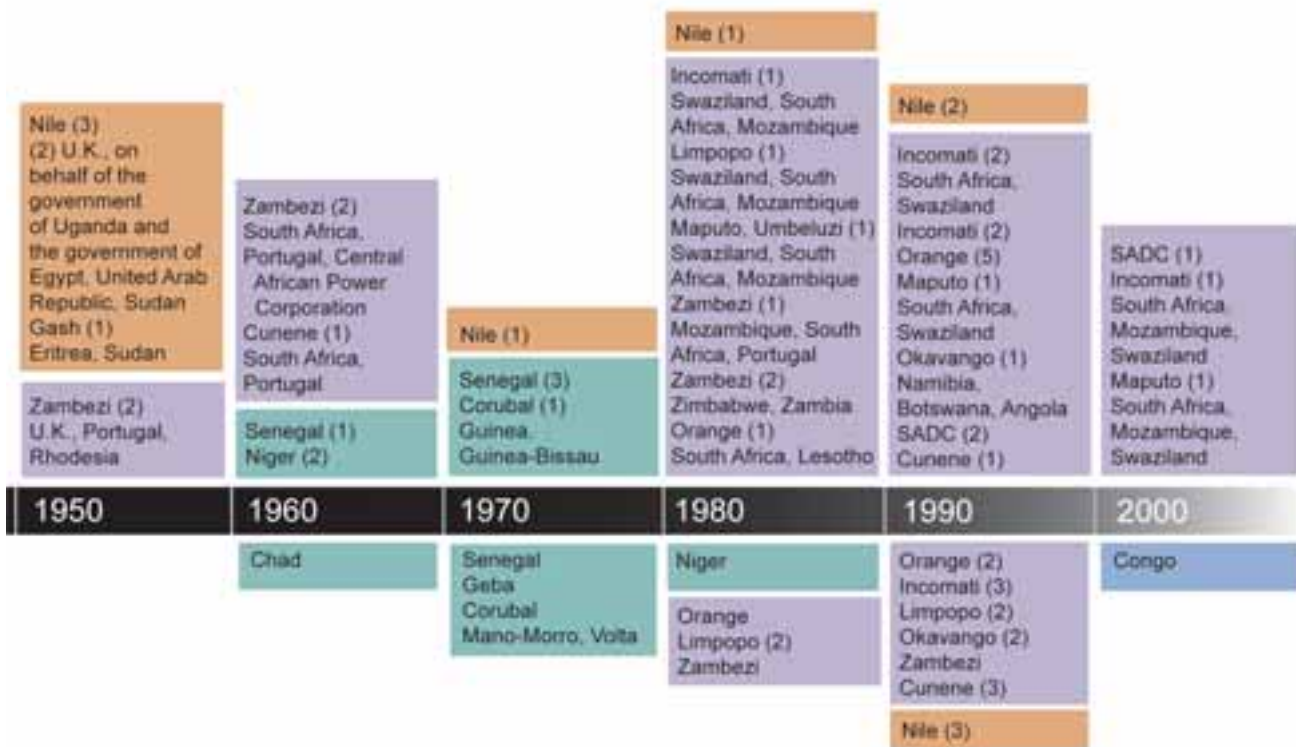 Nile (3)
(2) U.K., on
behalf of the
government
of Uganda and
the government of
Egypt, United Arab
Republic, Sudan
Gash (1)
Eritrea, Sudan
Zambezi (2)
U.K., Portugal,
Rhodesia
Zambezi (2)
South Africa,
Portugal, Central
African Power
Corporation
Cunene (1)
South Africa,
Portugal
Senegal (1)
Niger (2)
Nile (1)
Senegal (3)
Corubal (1)
Guinea,
Guinea-Bissau
Nile (1)
Incomati (1)
Swaziland, South
Africa, Mozambique
Limpopo (1)
Swaziland, South
Africa, Mozambique
Maputo, Umbeluzi (1)
Swaziland, South
Africa, Mozambique
Zambezi (1)
Mozambique, South
Africa, Portugal
Zambezi (2)
Zimbabwe, Zambia
Orange (1)
South Africa, Lesotho
Nile (2)
Incomati (2)
South Africa,
Swaziland
Incomati (2)
Orange (5)
Maputo (1)
South Africa,
Swaziland
Okavango (1)
Namibia,
Botswana, Angola
SADC (2)
Cunene (1)
SADC (1)
Incomati (1)
South Africa,
Mozambique,
Swaziland
Maputo (1)
South Africa,
Mozambique,
Swaziland
1950 1960 1970 1980 1990 2000
Chad
Senegal
Geba
Corubal
Mano-Morro, Volta
Niger
Orange
Limpopo (2)
Zambezi
Orange (2)
Incomati (3)
Limpopo (2)
Okavango (2)
Zambezi
Cunene (3)
Nile (3)
Congo